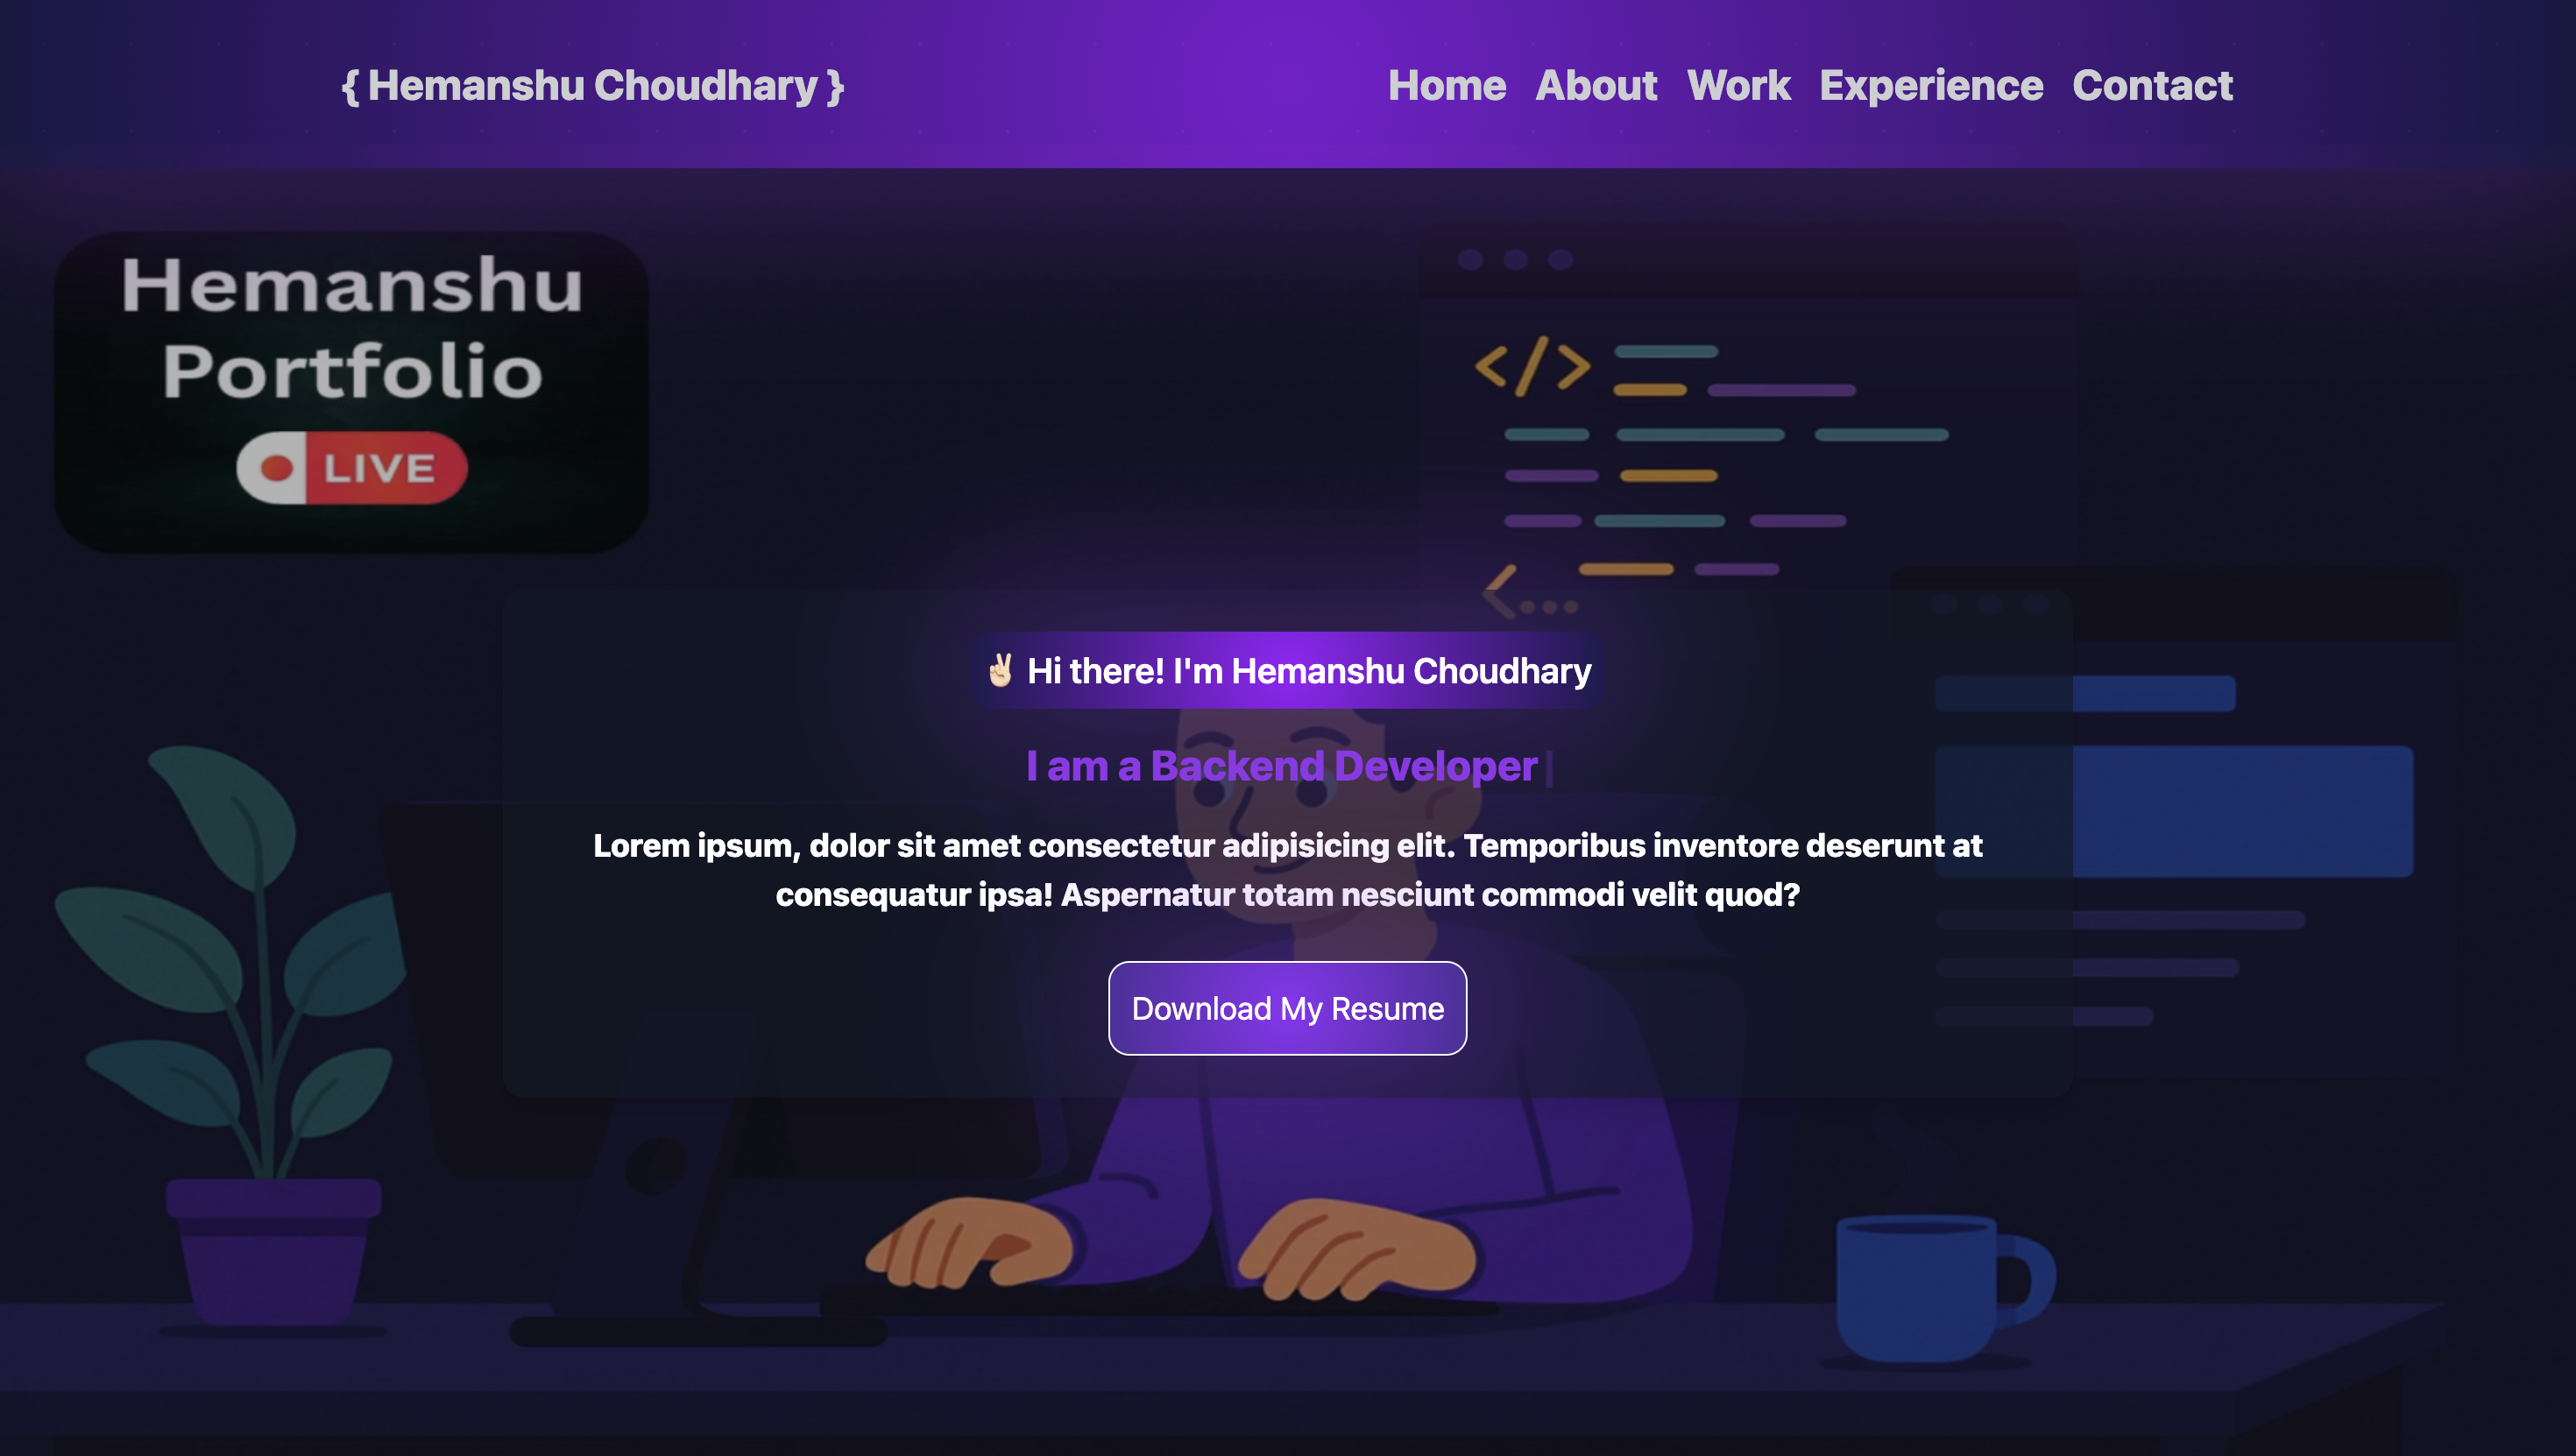 { Hemanshu Choudhary }
Home About Work Experience Contact
Hemanshu
Portfolio
LIVE
</>
<...
✌🏻 Hi there! I'm Hemanshu Choudhary
I am a Backend Developer|
Lorem ipsum, dolor sit amet consectetur adipisicing elit. Temporibus inventore deserunt at
consequatur ipsa! Aspernatur totam nesciunt commodi velit quod?
Download My Resume